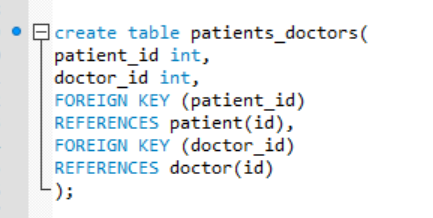 create table patients_doctors(
patient_id int,
doctor_id int,
FOREIGN KEY (patient_id)
REFERENCES patient(id),
FOREIGN KEY (doctor_id)
REFERENCES doctor(id)
);